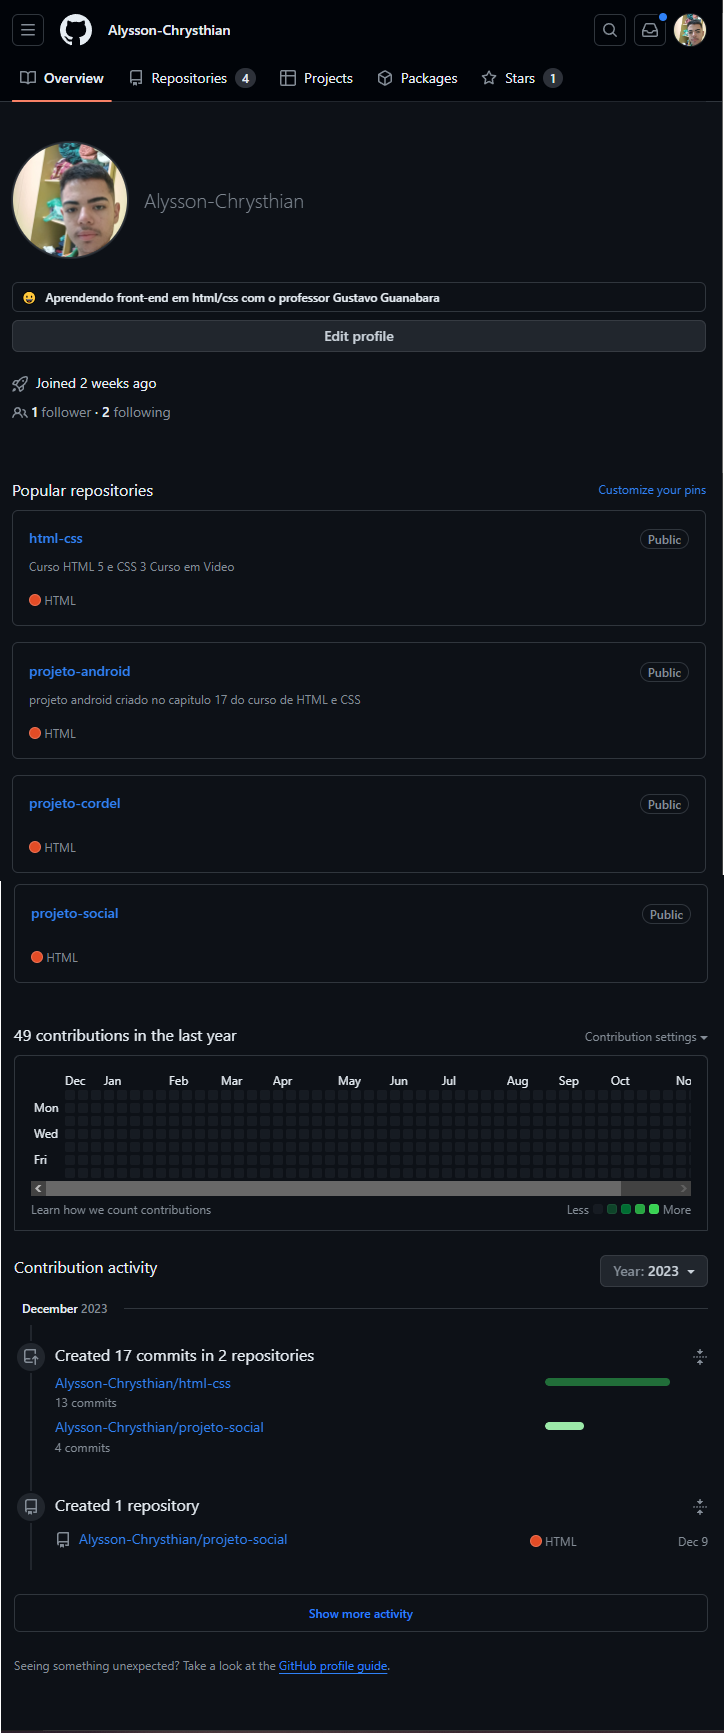 Alysson-Chrysthian
Overview Repositories 4 Projects Packages Stars 1
Alysson-Chrysthian
Aprendendo front-end em html/css com o professor Gustavo Guanabara
Edit profile
Joined 2 weeks ago
1 follower · 2 following
Popular repositories Customize your pins
html-css Public
Curso HTML 5 e CSS 3 Curso em Video
HTML
projeto-android Public
projeto android criado no capitulo 17 do curso de HTML e CSS
HTML
projeto-cordel Public
HTML
projeto-social Public
HTML
49 contributions in the last year Contribution settings
Dec Jan Feb Mar Apr May Jun Jul Aug Sep Oct No
Mon
Wed
Fri
Learn how we count contributions Less More
Contribution activity Year: 2023
December 2023
Created 17 commits in 2 repositories
Alysson-Chrysthian/html-css
13 commits
Alysson-Chrysthian/projeto-social
4 commits
Created 1 repository
Alysson-Chrysthian/projeto-social HTML Dec 9
Show more activity
Seeing something unexpected? Take a look at the GitHub profile guide.